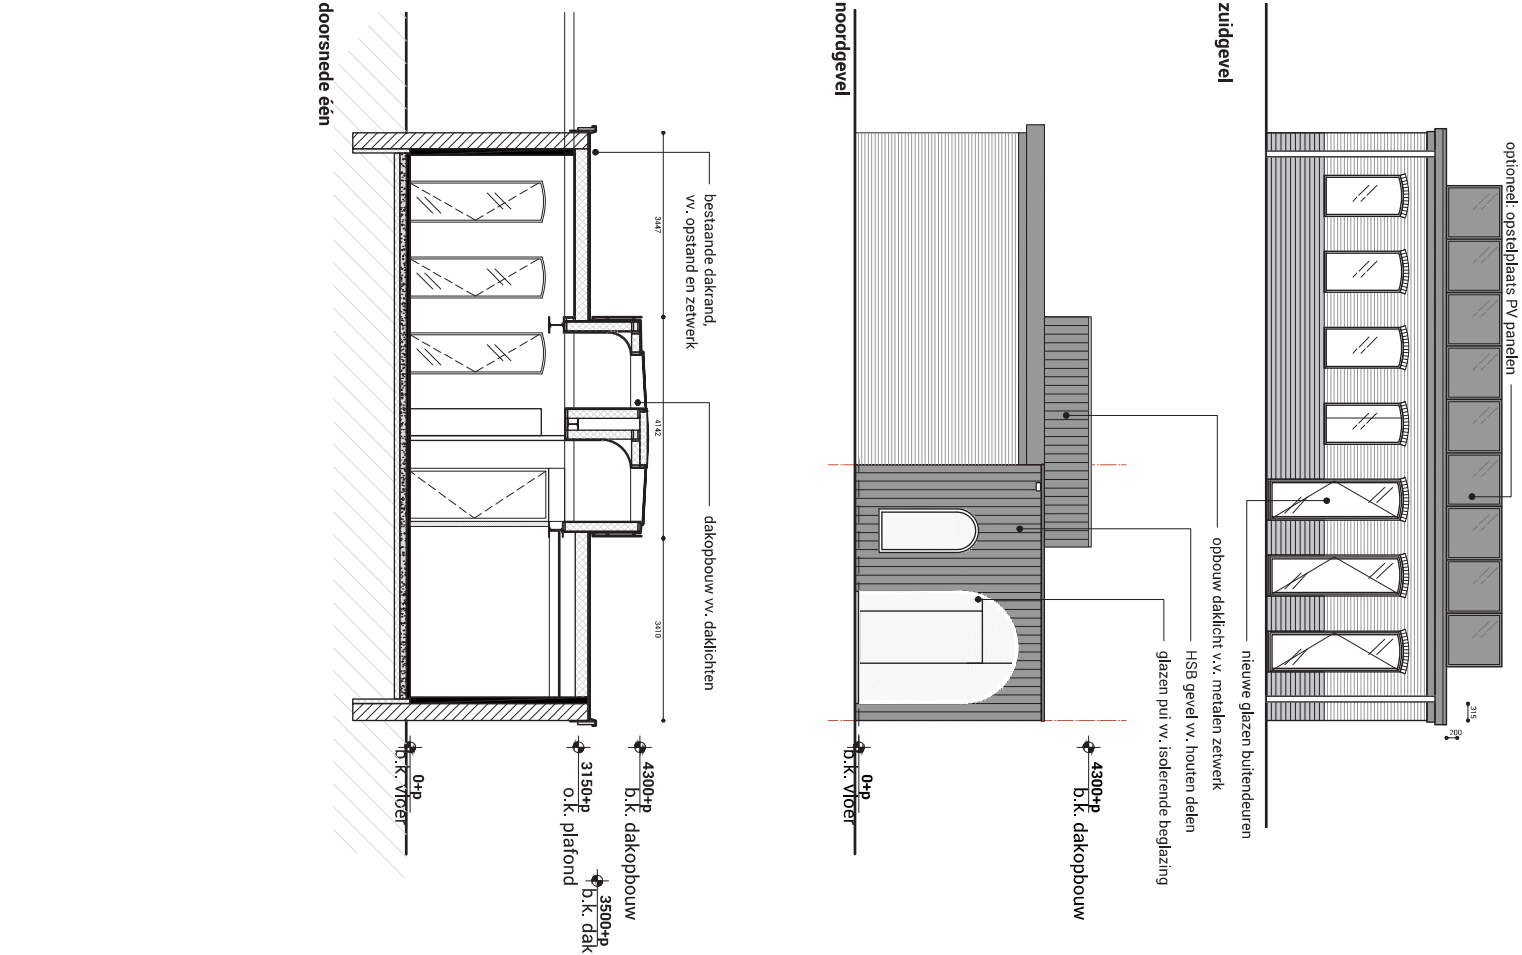 optioneel: opstelplaats PV panelen
315
200
nieuwe glazen buitendeuren
zuidgevel
opbouw daklicht v.v. metalen zetwerk
HSB gevel vv. houten delen
glazen pui vv. isolerende beglazing
4300+p
b.k. dakopbouw
0+p
b.k. vloer
noordgevel
bestaande dakrand,
vv. opstand en zetwerk
dakopbouw vv. daklichten
3447
4142
3410
4300+p
b.k. dakopbouw
3500+p
b.k. dak
3150+p
o.k. plafond
0+p
b.k. vloer
doorsnede één